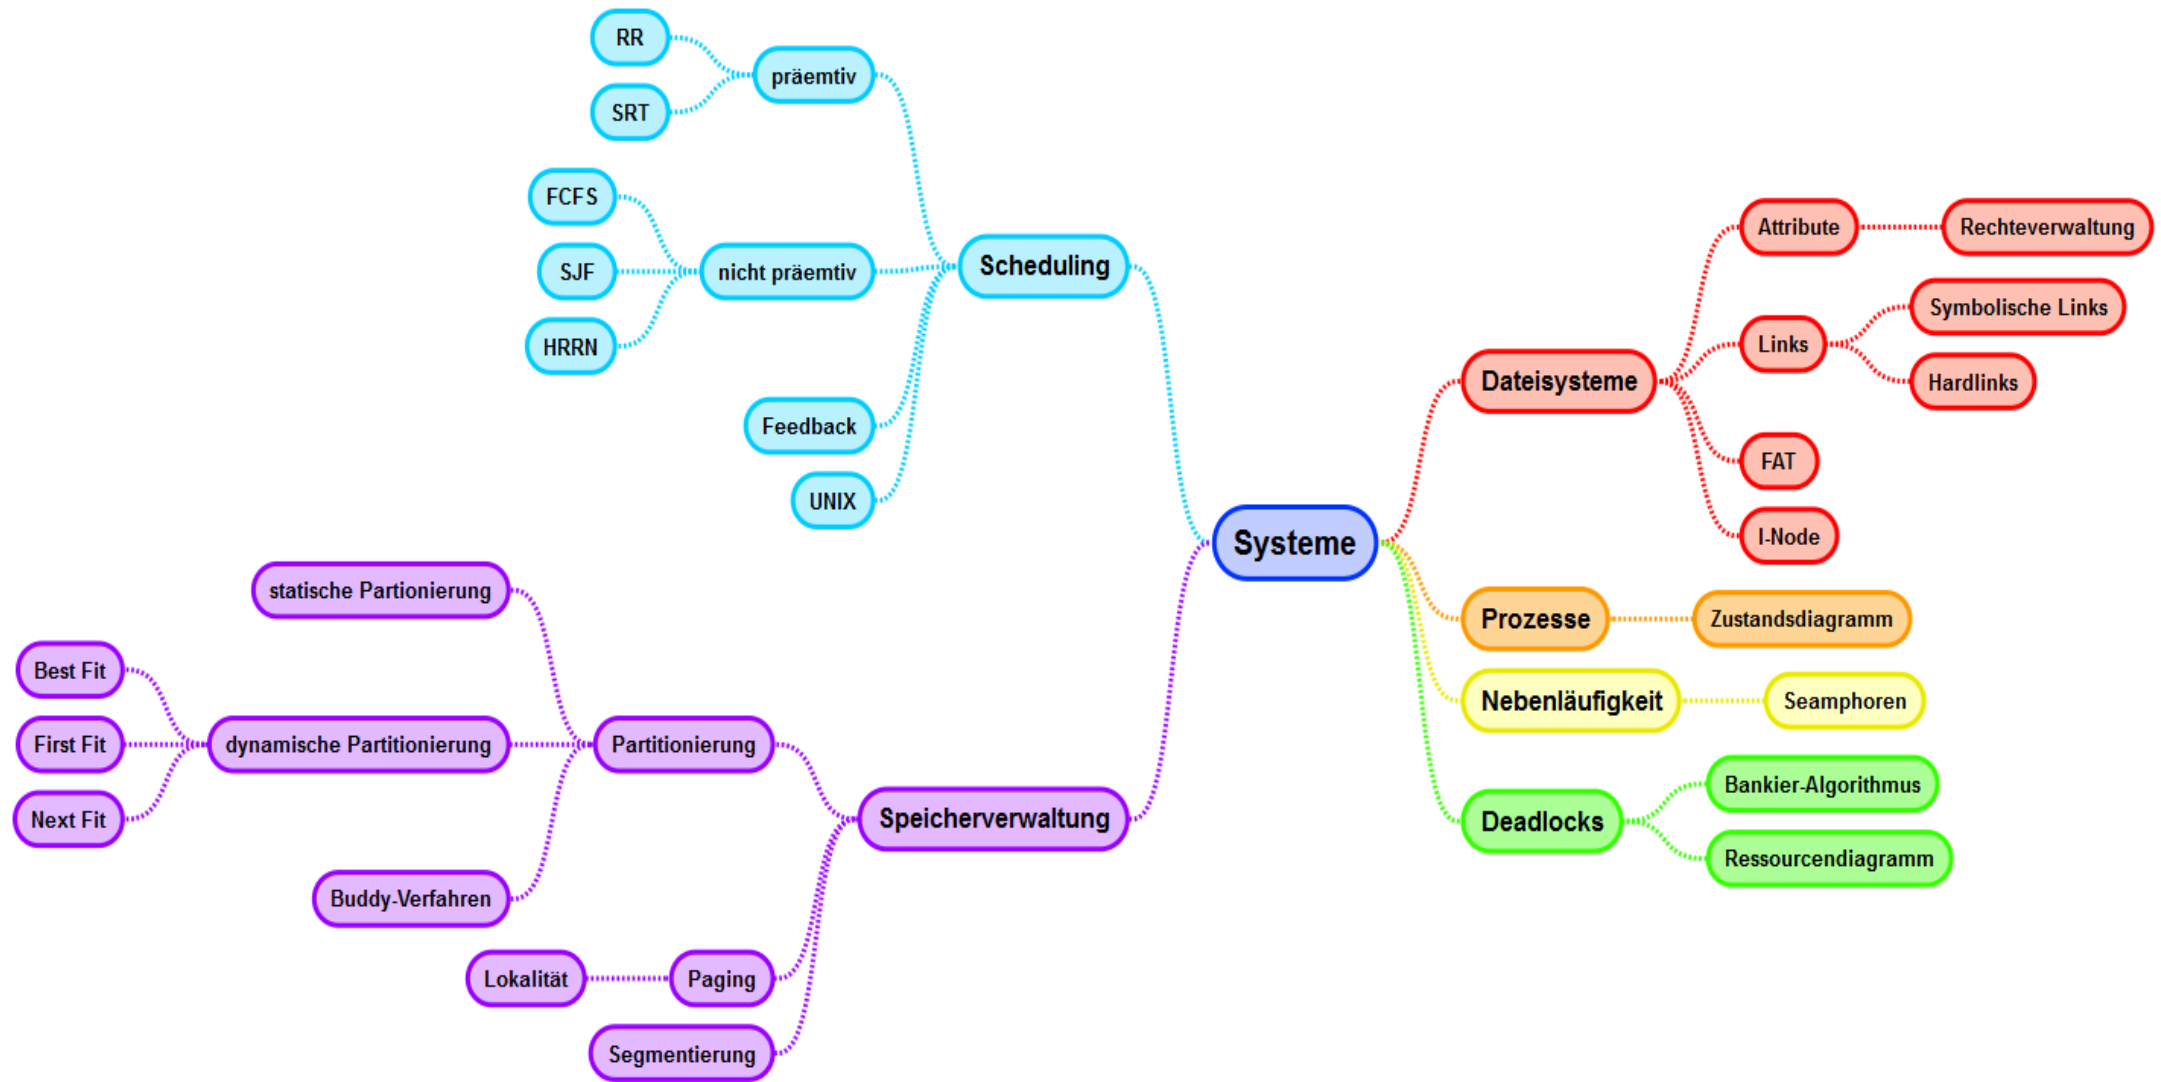 RR
präemtiv
SRT
FCFS
SJF
nicht präemtiv
HRRN
Scheduling
Feedback
UNIX
statische Partionierung
Best Fit
First Fit
dynamische Partitionierung
Next Fit
Partitionierung
Buddy-Verfahren
Speicherverwaltung
Lokalität
Paging
Segmentierung
Systeme
Dateisysteme
Attribute
Rechteverwaltung
Links
Symbolische Links
Hardlinks
FAT
I-Node
Prozesse
Zustandsdiagramm
Nebenläufigkeit
Seamphoren
Deadlocks
Bankier-Algorithmus
Ressourcendiagramm